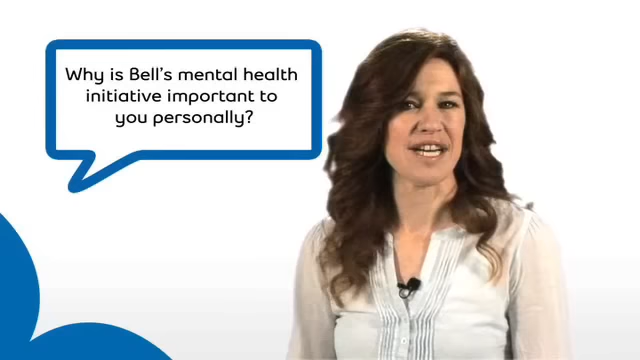 Why is Bell's mental health
initiative important to
you personally?